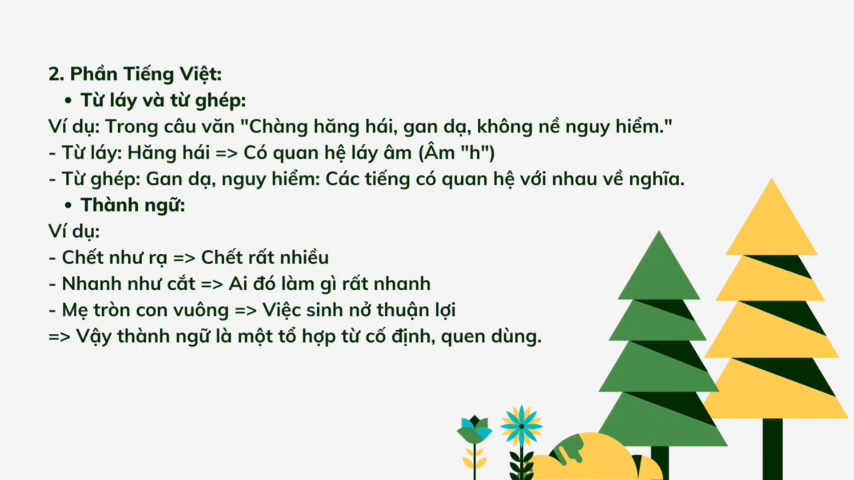 2. Phần Tiếng Việt:
• Từ láy và từ ghép:
Ví dụ: Trong câu văn "Chàng hăng hái, gan dạ, không nề nguy hiểm."
- Từ láy: Hăng hái => Có quan hệ láy âm (Âm "h")
- Từ ghép: Gan dạ, nguy hiểm: Các tiếng có quan hệ với nhau về nghĩa.
• Thành ngữ:
Ví dụ:
- Chết như rạ => Chết rất nhiều
- Nhanh như cắt => Ai đó làm gì rất nhanh
- Mẹ tròn con vuông => Việc sinh nở thuận lợi
=> Vậy thành ngữ là một tổ hợp từ cố định, quen dùng.